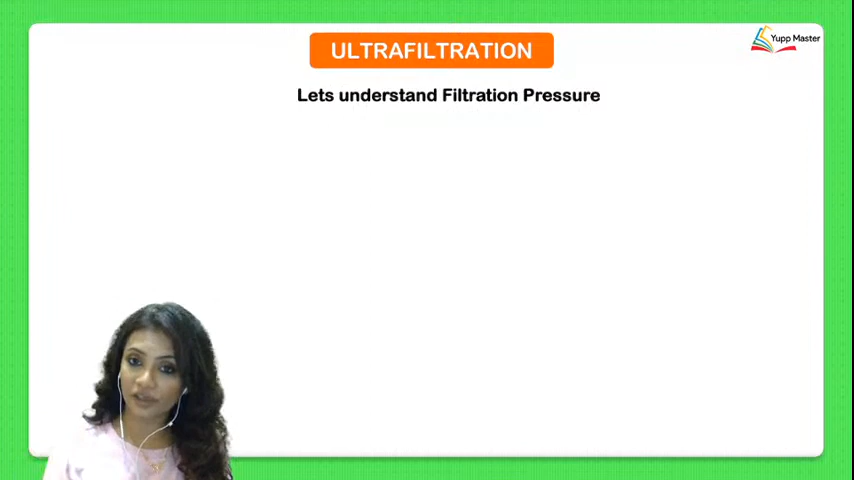 ULTRAFILTRATION
Yupp Master
Lets understand Filtration Pressure